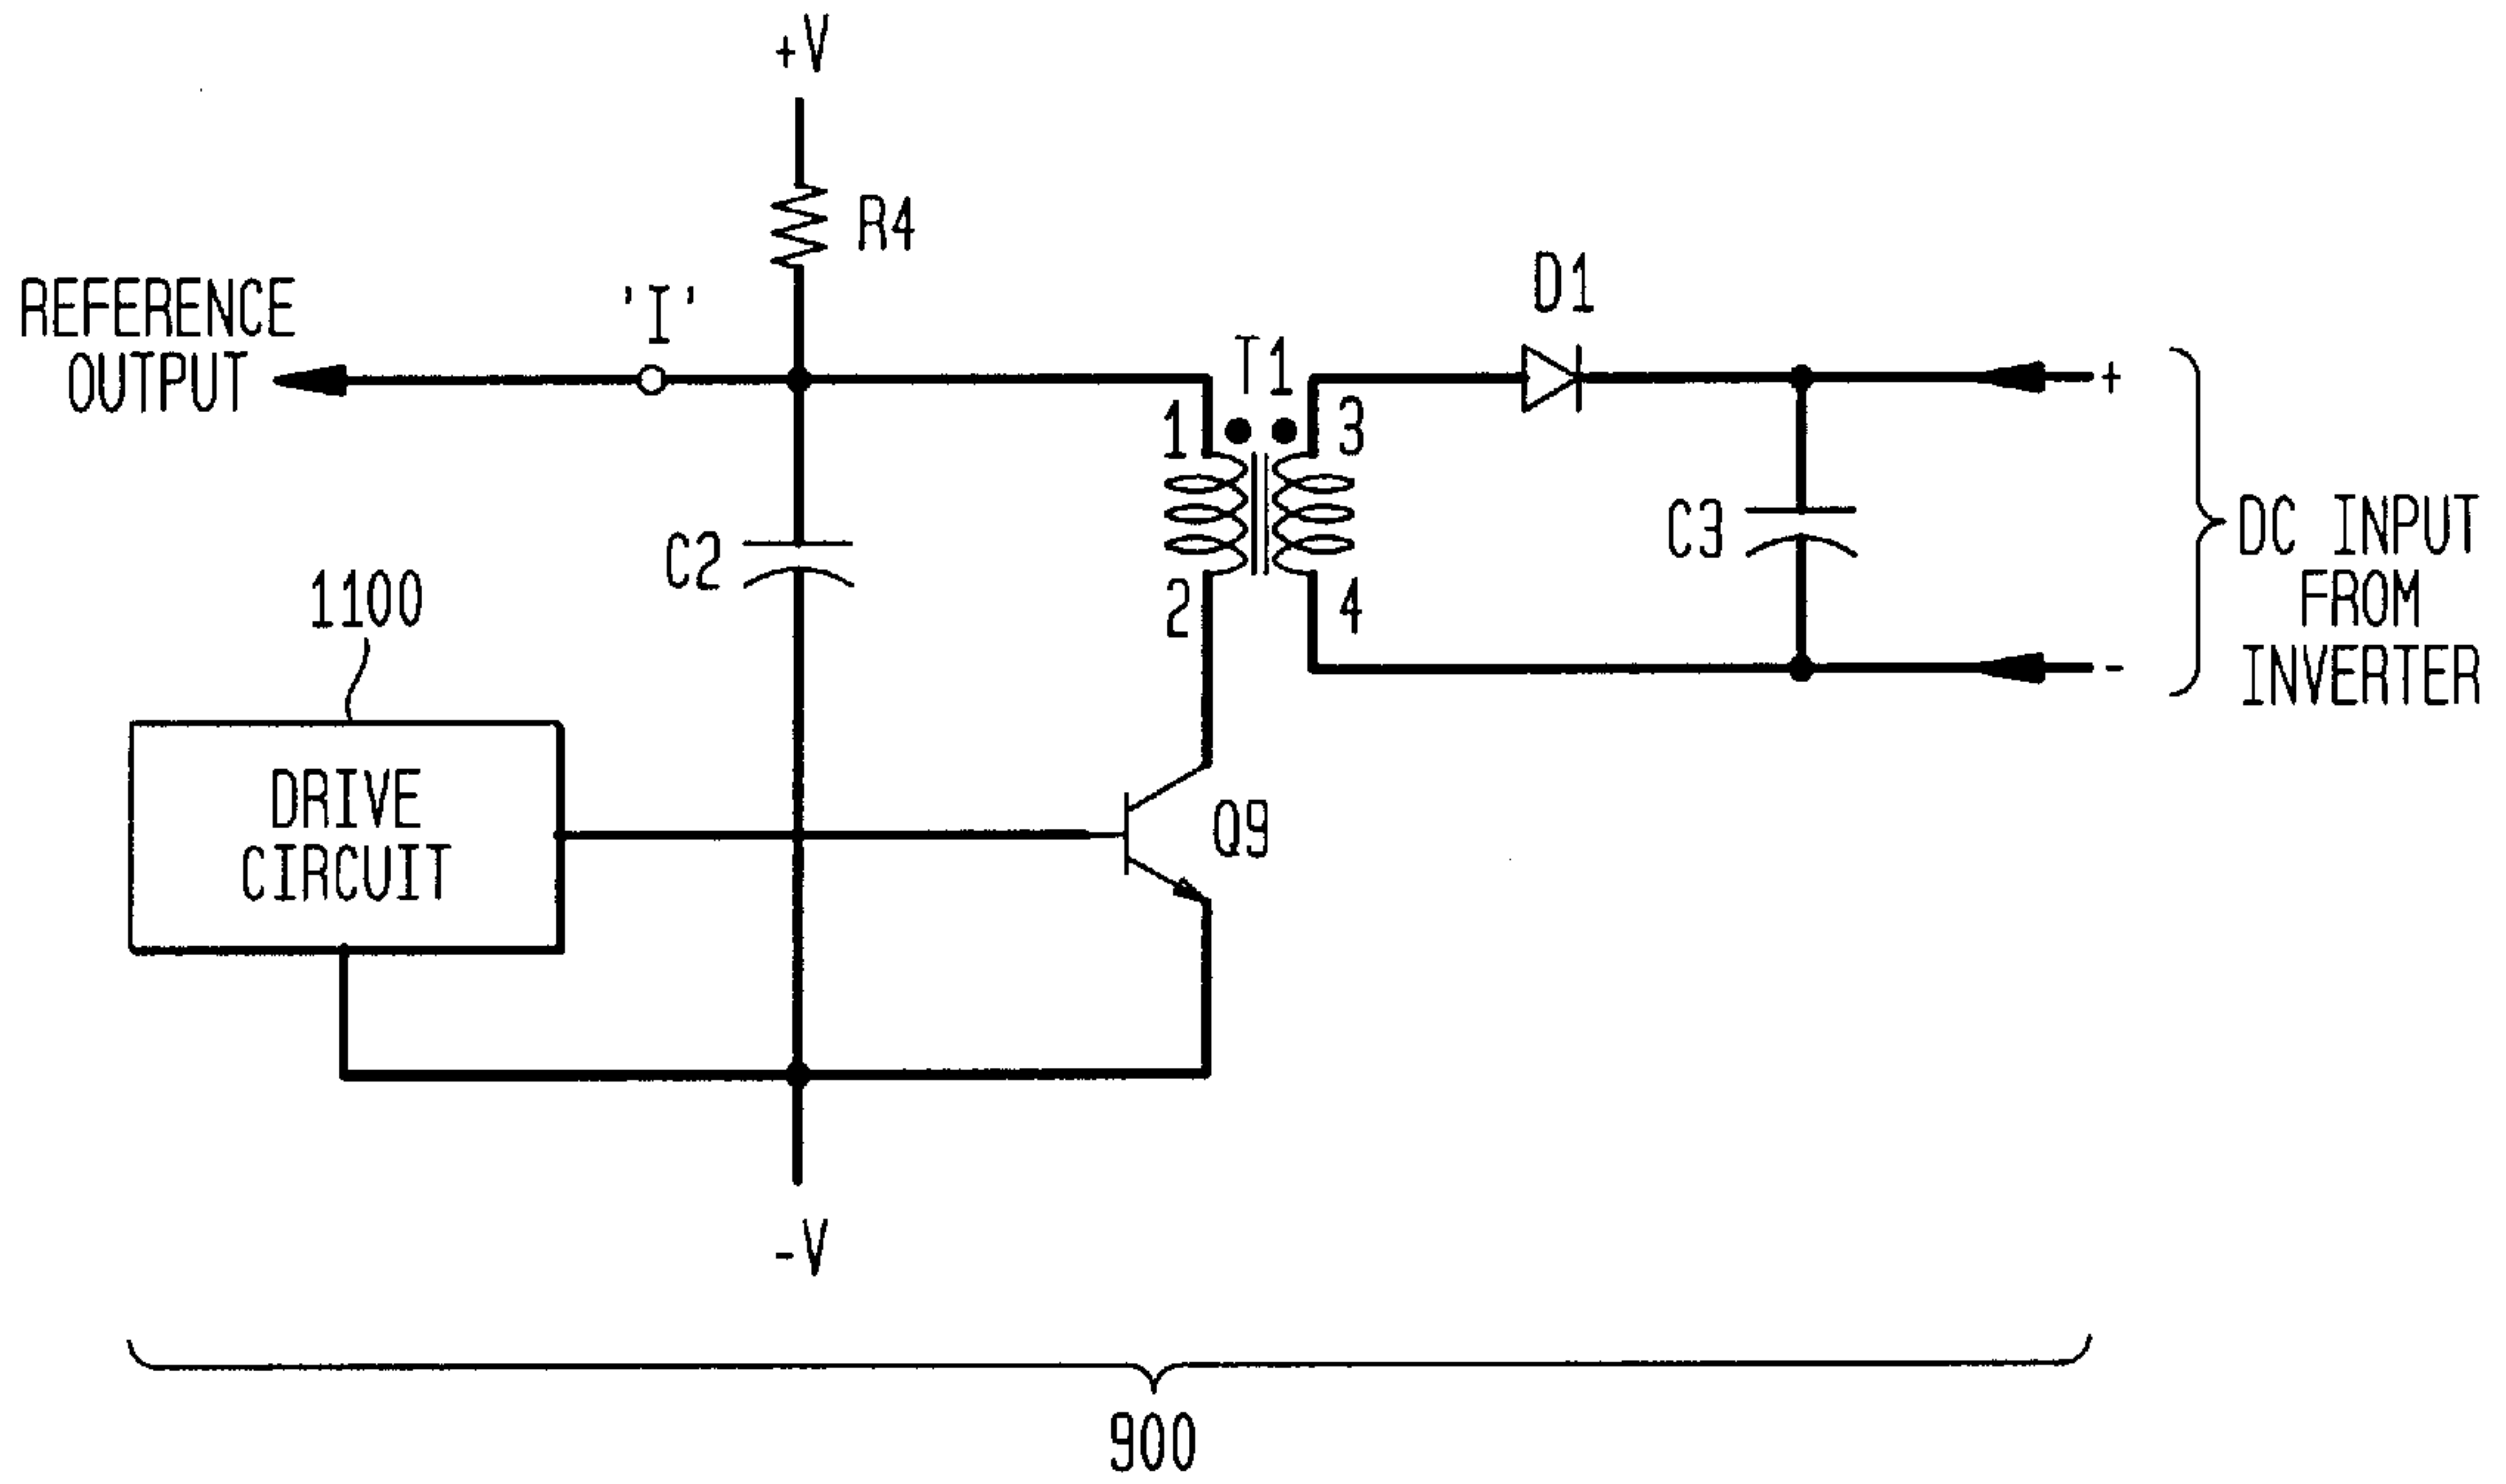 +V
R4
REFERENCE
OUTPUT
'I'
T1
D1
1
3
+
C2
2
4
C3
-
DC INPUT
FROM
INVERTER
1100
DRIVE
CIRCUIT
Q9
-V
900